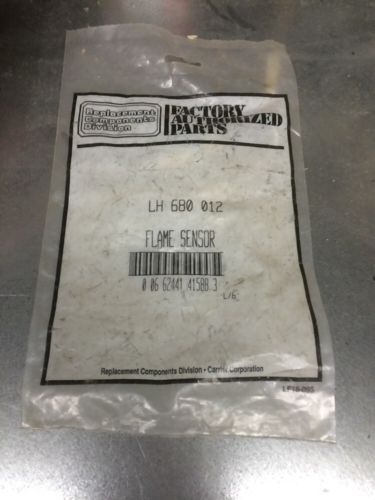 Replacement
Components
Division
FACTORY
AUTHORIZED
PARTS
LH 680 012
FLAME SENSOR
0 06 62441 41588 3
L/6
Replacement Components Division • Carrier Corporation